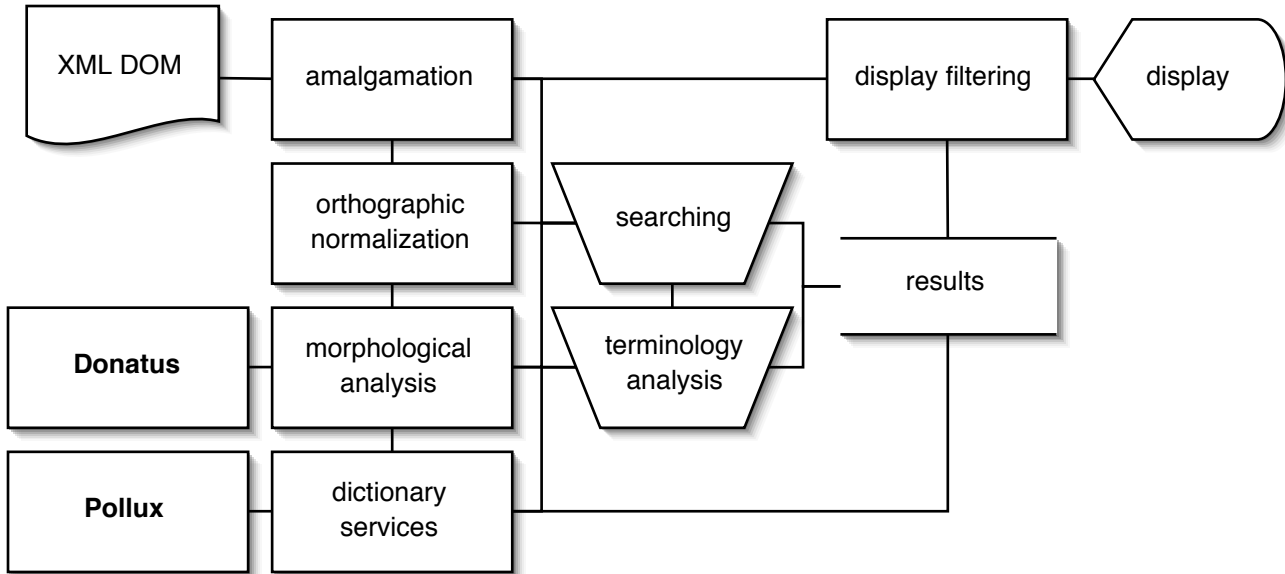 XML DOM
amalgamation
display filtering
display
orthographic
normalization
searching
results
Donatus
morphological
analysis
terminology
analysis
Pollux
dictionary
services